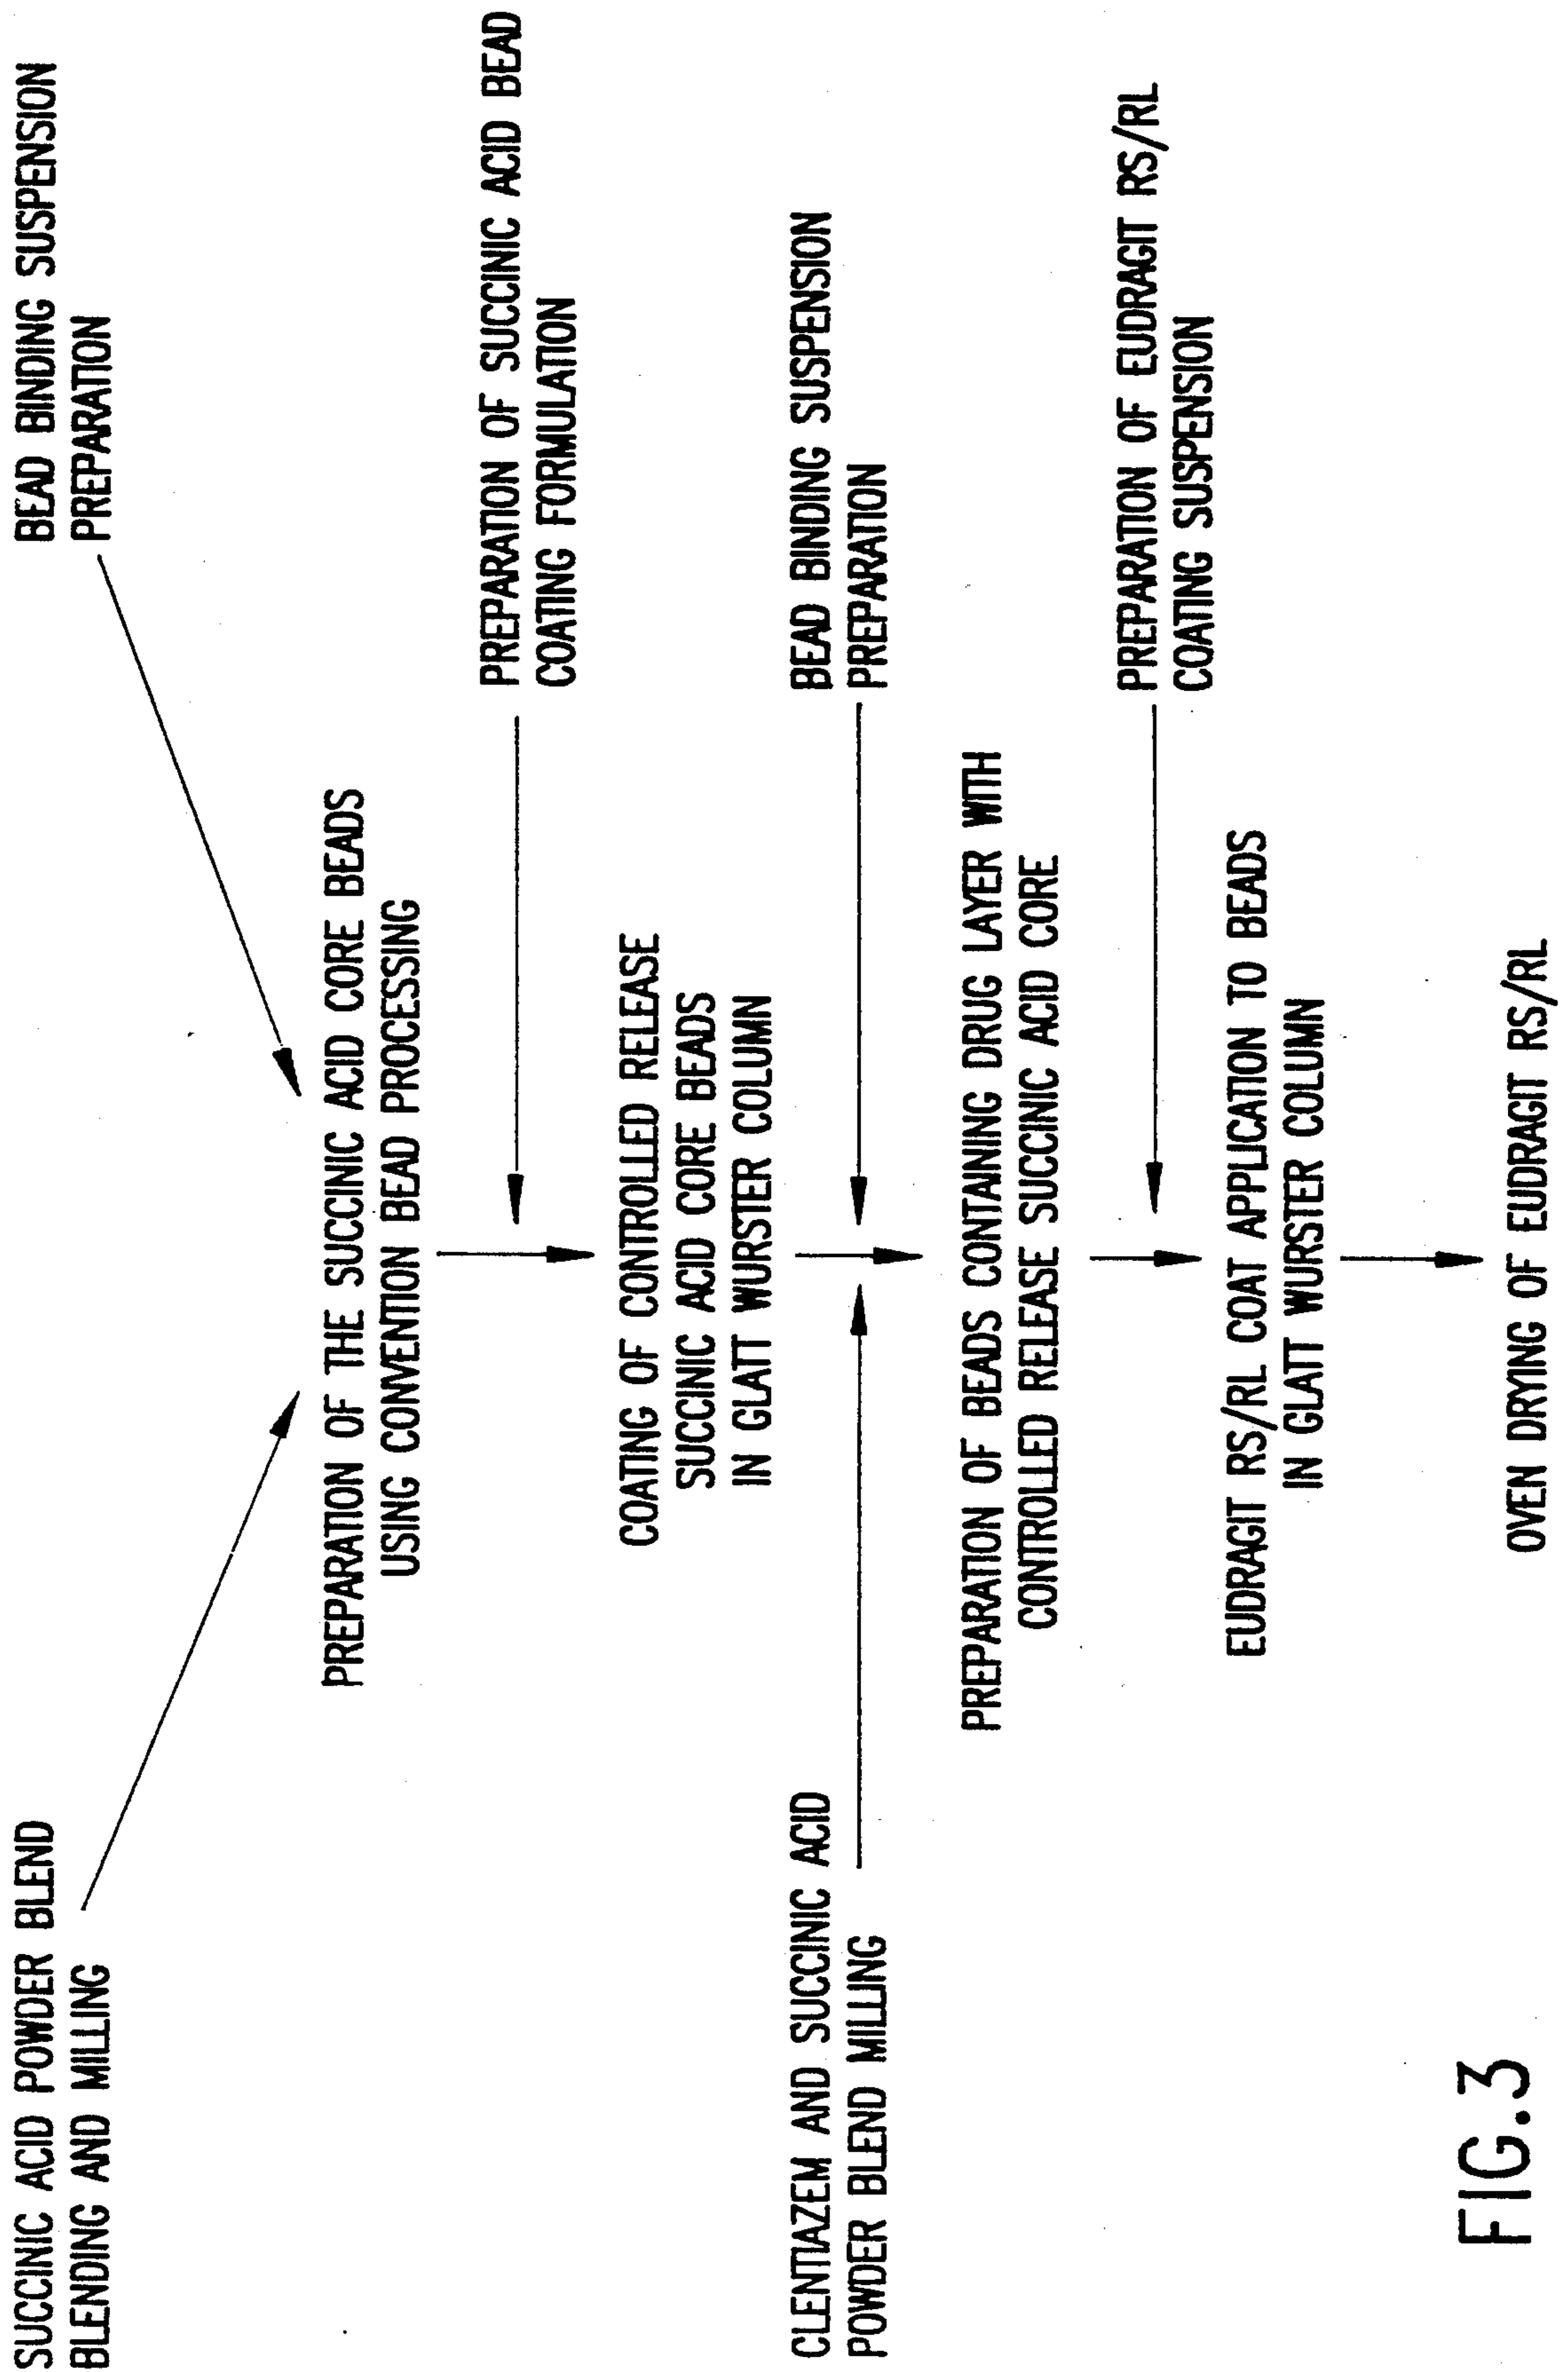 SUCCINIC ACID POWDER BLEND
BLENDING AND MILLING
BEAD BINDING SUSPENSION
PREPARATION
PREPARATION OF THE SUCCINIC ACID CORE BEADS
USING CONVENTION BEAD PROCESSING
PREPARATION OF SUCCINIC ACID BEAD
COATING FORMULATION
COATING OF CONTROLLED RELEASE
SUCCINIC ACID CORE BEADS
IN GLATT WURSTER COLUMN
CLENTIAZEM AND SUCCINIC ACID
POWDER BLEND MILLING
BEAD BINDING SUSPENSION
PREPARATION
PREPARATION OF BEADS CONTAINING DRUG LAYER WITH
CONTROLLED RELEASE SUCCINIC ACID CORE
PREPARATION OF EUDRAGIT RS/RL
COATING SUSPENSION
EUDRAGIT RS/RL COAT APPLICATION TO BEADS
IN GLATT WURSTER COLUMN
OVEN DRYING OF EUDRAGIT RS/RL
FIG.3